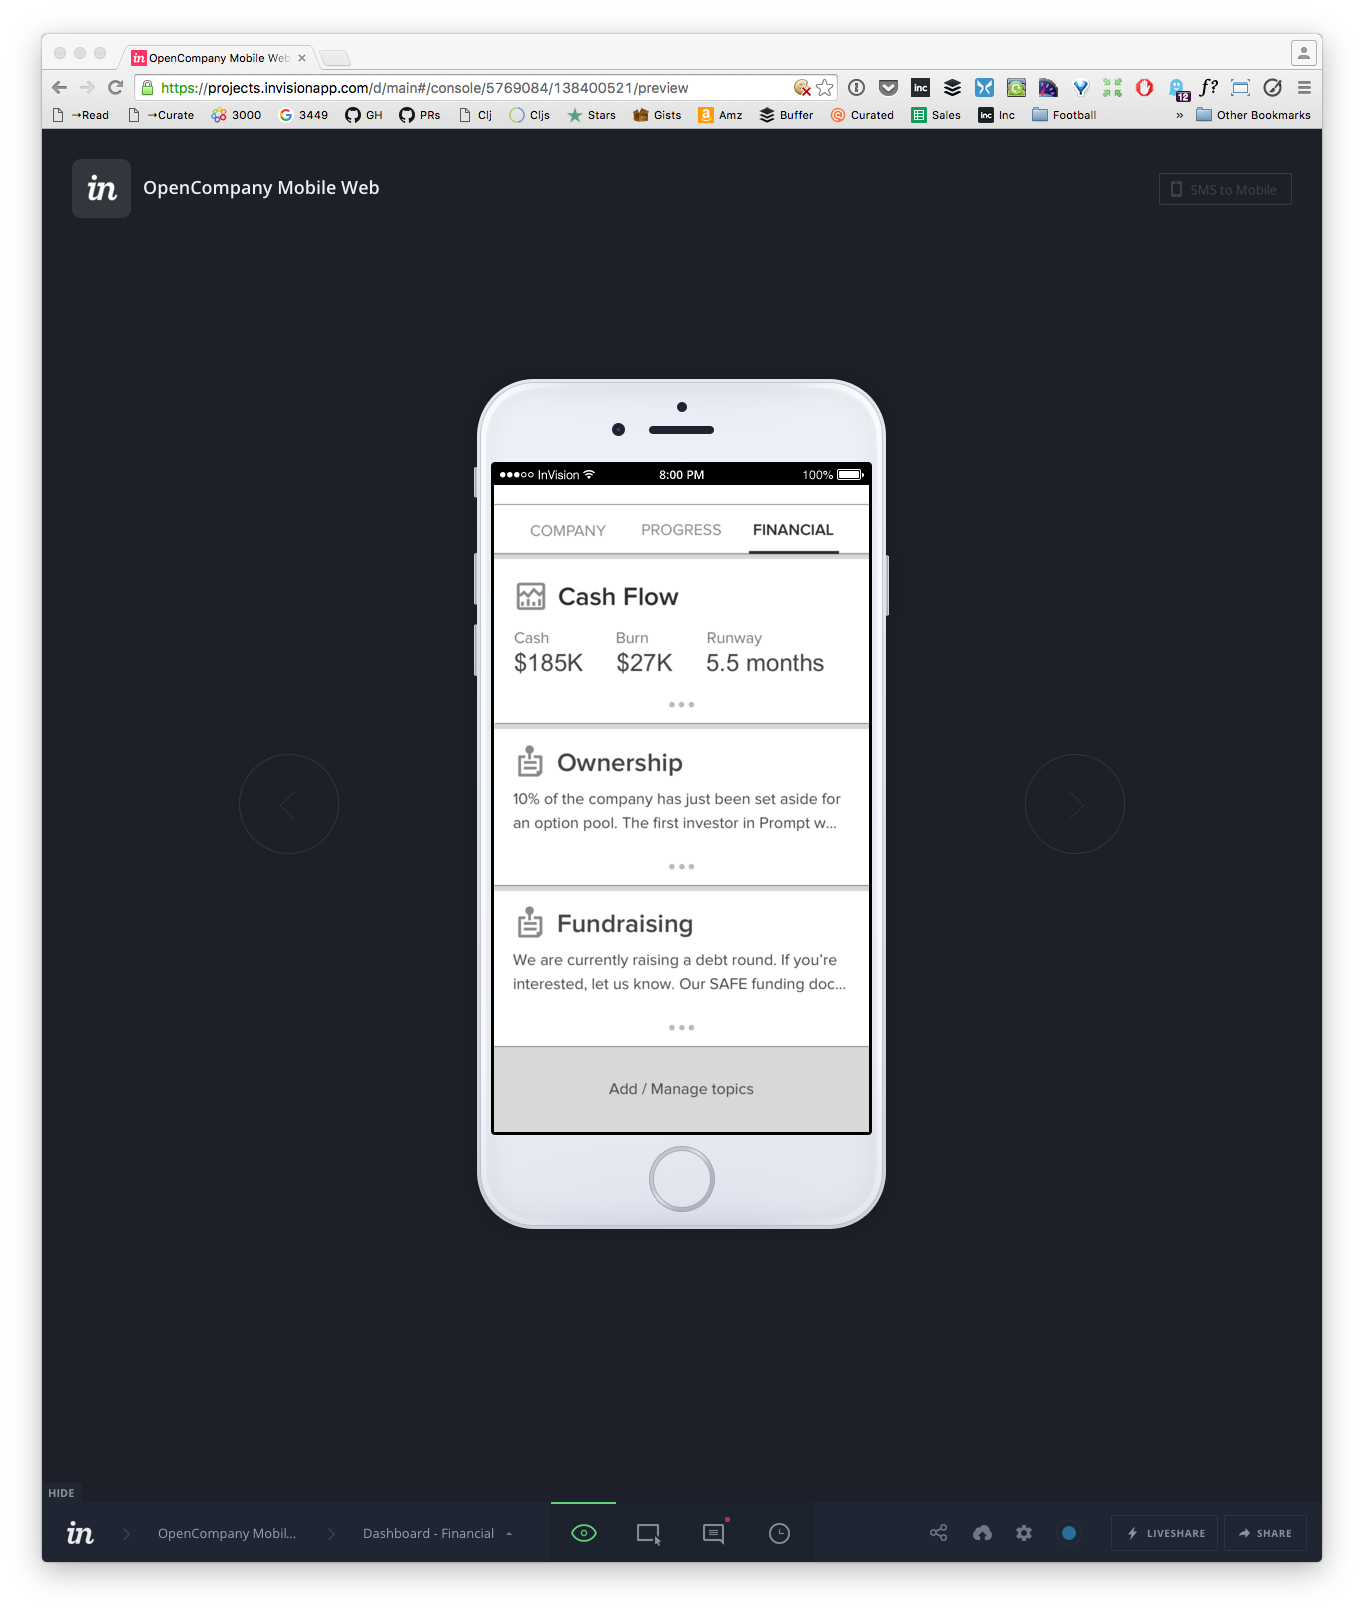 in OpenCompany Mobile Web
https://projects.invisionapp.com/d/main#/console/5769084/138400521/preview
inc
12
f?
→Read →Curate 3000 G 3449 GH PRs Clj Cljs Stars Gists a Amz Buffer Curated Sales inc Inc Football » Other Bookmarks
in OpenCompany Mobile Web
SMS to Mobile
InVision 8:00 PM 100%
COMPANY PROGRESS FINANCIAL
Cash Flow
Cash Burn Runway
$185K $27K 5.5 months
Ownership
10% of the company has just been set aside for
an option pool. The first investor in Prompt w...
Fundraising
We are currently raising a debt round. If you’re
interested, let us know. Our SAFE funding doc...
Add / Manage topics
HIDE
in OpenCompany Mobil... Dashboard - Financial LIVESHARE SHARE